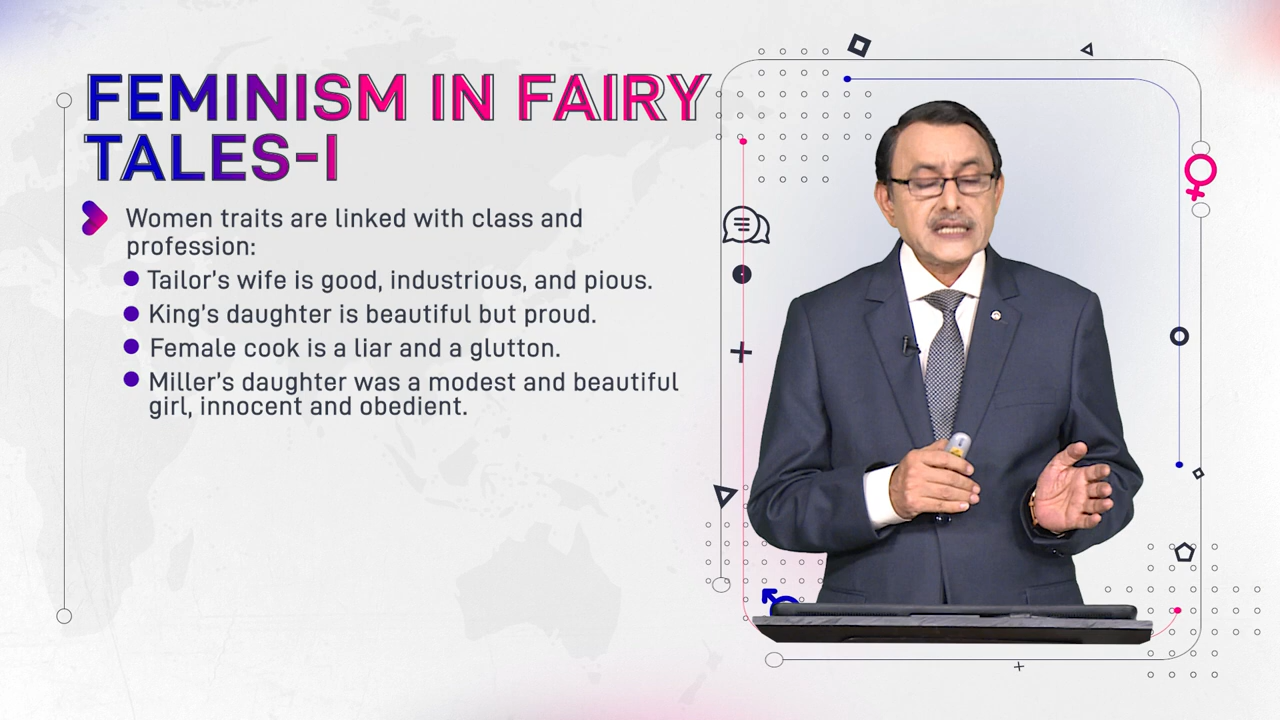 FEMINISM IN FAIRY
TALES-I
Women traits are linked with class and
profession:
Tailor's wife is good, industrious, and pious.
King's daughter is beautiful but proud.
Female cook is a liar and a glutton.
Miller's daughter was a modest and beautiful
girl, innocent and obedient.